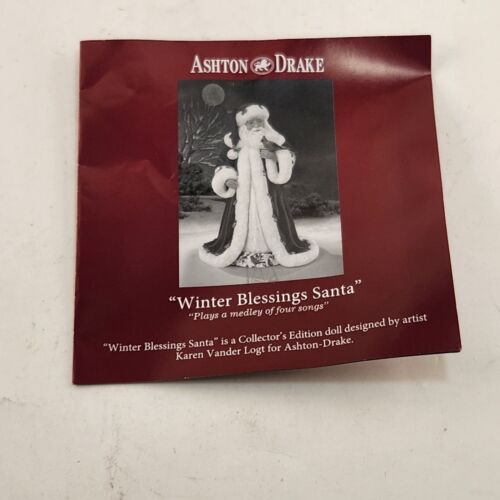 ASHTON DRAKE
“Winter Blessings Santa”
“Plays a medley of four songs”
“Winter Blessings Santa” is a Collector’s Edition doll designed by artist
Karen Vander Logt for Ashton-Drake.